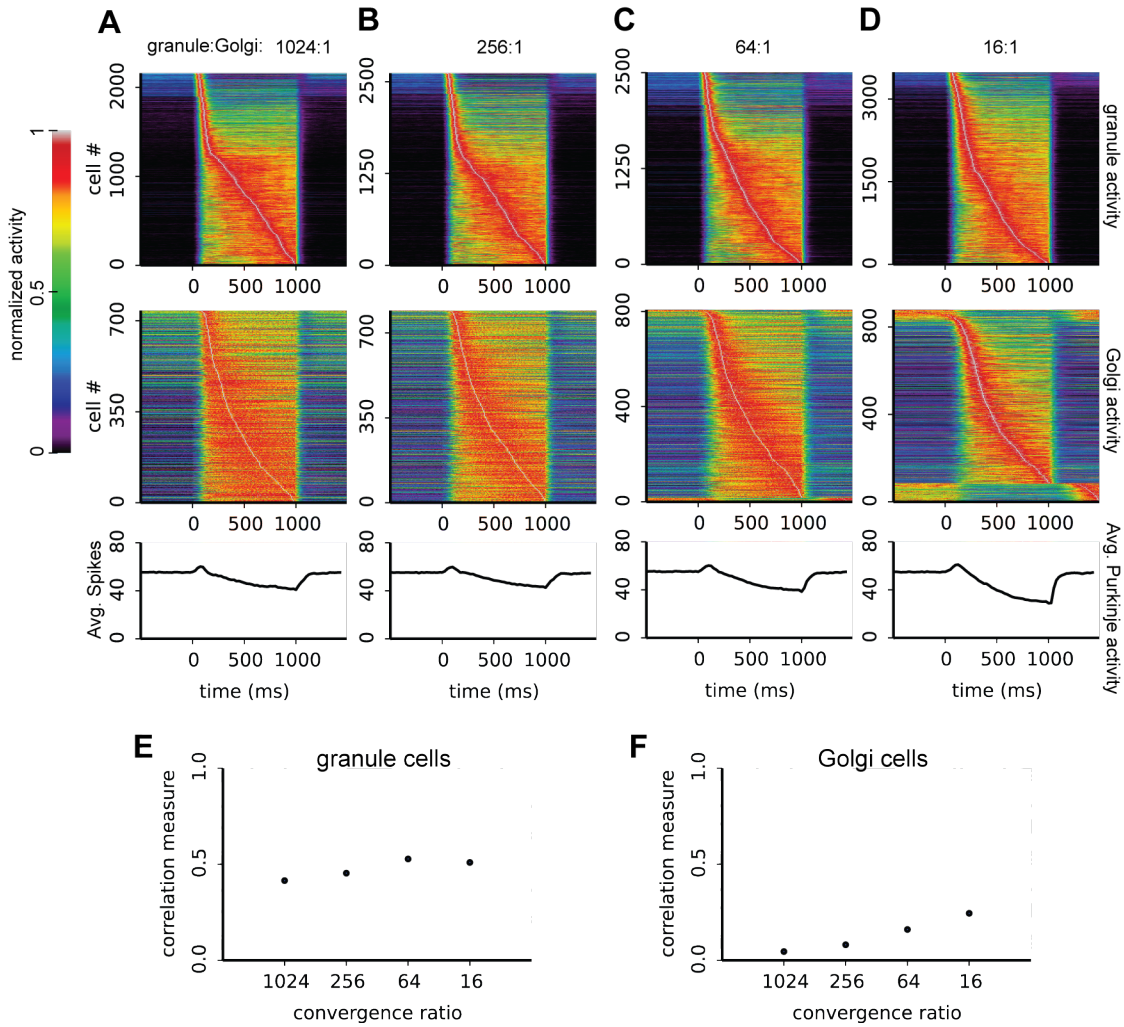 A B C D
granule:Golgi: 1024:1 256:1 64:1 16:1
normalized activity
1
0.5
0
cell #
2000
1000
0
2500
1250
0
2500
1250
0
3000
1500
0
granule activity
0 500 1000 0 500 1000 0 500 1000 0 500 1000
cell #
700
350
0
700
350
0
800
400
0
800
400
0
Golgi activity
0 500 1000 0 500 1000 0 500 1000 0 500 1000
Avg. Spikes
80
40
0
80
40
0
80
40
0
80
40
0
Avg. Purkinje activity
0 500 1000 0 500 1000 0 500 1000 0 500 1000
time (ms) time (ms) time (ms) time (ms)
E
granule cells
correlation measure
1.0
0.5
0.0
1024 256 64 16
convergence ratio
F
Golgi cells
correlation measure
1.0
0.5
0.0
1024 256 64 16
convergence ratio